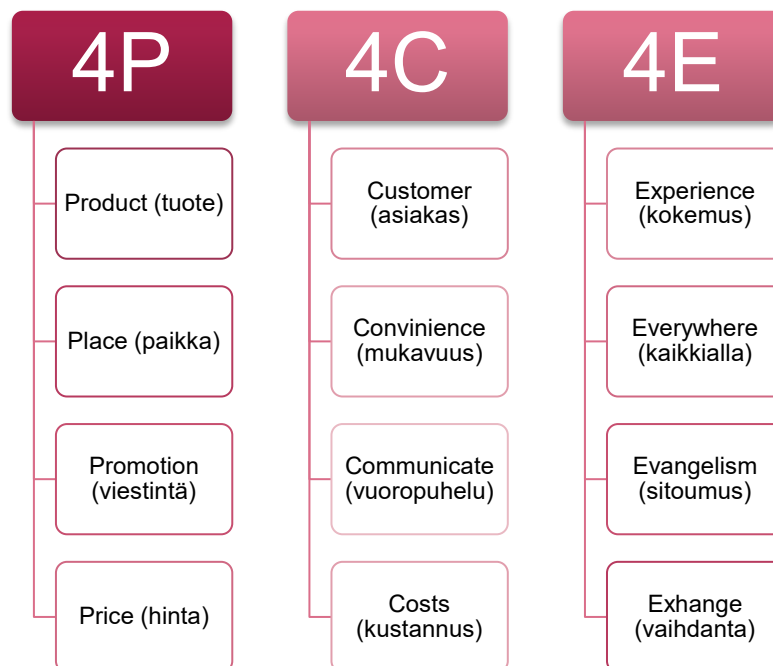 4P
Product (tuote)
Place (paikka)
Promotion
(viestintä)
Price (hinta)
4C
Customer
(asiakas)
Convinience
(mukavuus)
Communicate
(vuoropuhelu)
Costs
(kustannus)
4E
Experience
(kokemus)
Everywhere
(kaikkialla)
Evangelism
(sitoumus)
Exhange
(vaihdanta)